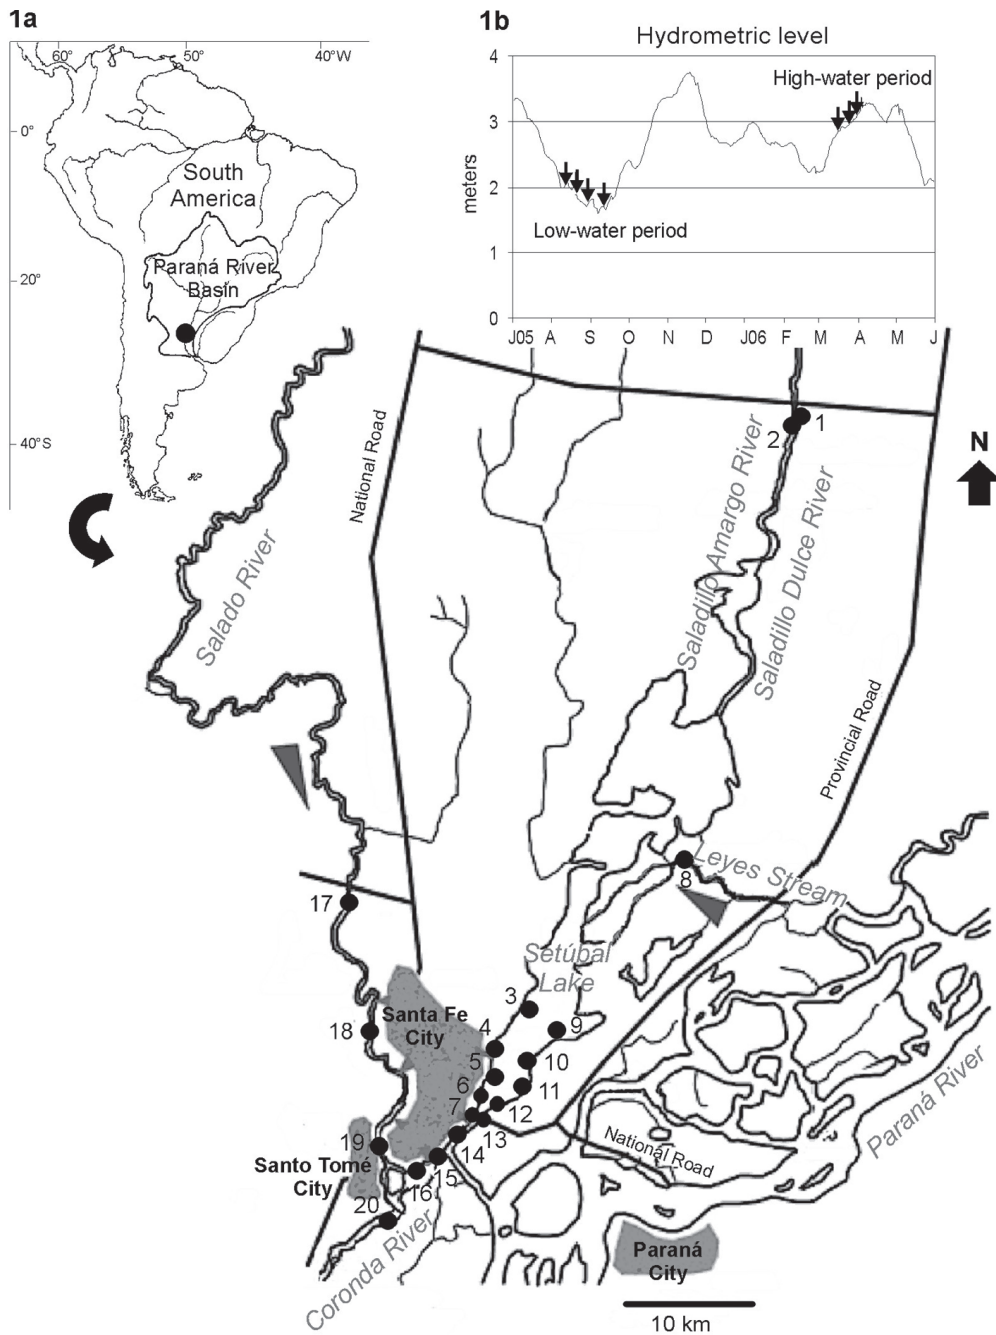 1a
60°
50°
40°W
0°
20°
40°S
South
America
Paraná River
Basin
1b
Hydrometric level
meters
4
3
2
1
0
High-water period
Low-water period
J05 A S O N D J06 F M A M J
N
National Road
Salado River
Saladillo Amargo River
Saladillo Dulce River
Provincial Road
1
2
Leyes Stream
8
17
Setúbal
Lake
3
9
Santa Fe
City
18
4
10
5
11
6
12
7
13
14
15
16
19
Santo Tomé
City
20
National Road
Paraná River
Coronda River
Paraná
City
10 km